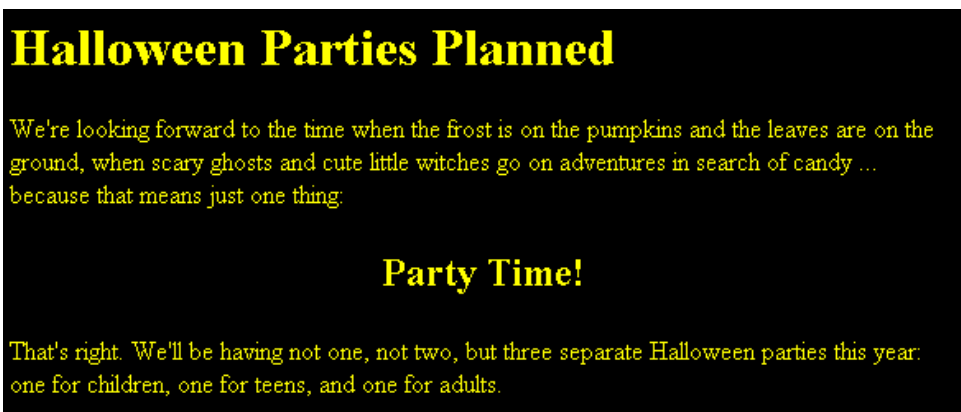 Halloween Parties Planned
We're looking forward to the time when the frost is on the pumpkins and the leaves are on the
ground, when scary ghosts and cute little witches go on adventures in search of candy ...
because that means just one thing:
Party Time!
That's right. We'll be having not one, not two, but three separate Halloween parties this year:
one for children, one for teens, and one for adults.